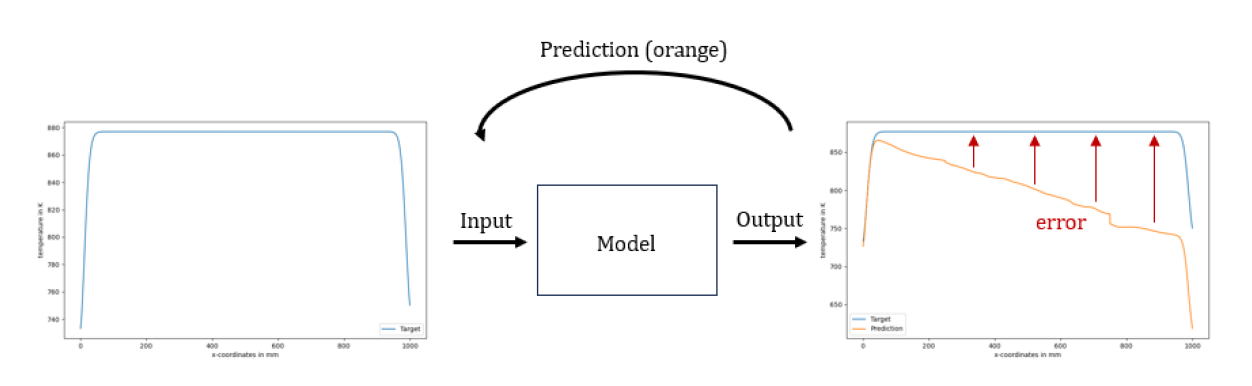 Prediction (orange)
880
860
840
820
800
780
760
740
temperature in K
0
200
400
600
800
1000
x-coordinates in mm
Target
Input
Model
Output
850
800
750
700
650
temperature in K
error
0
200
400
600
800
1000
x-coordinates in mm
Target
Prediction